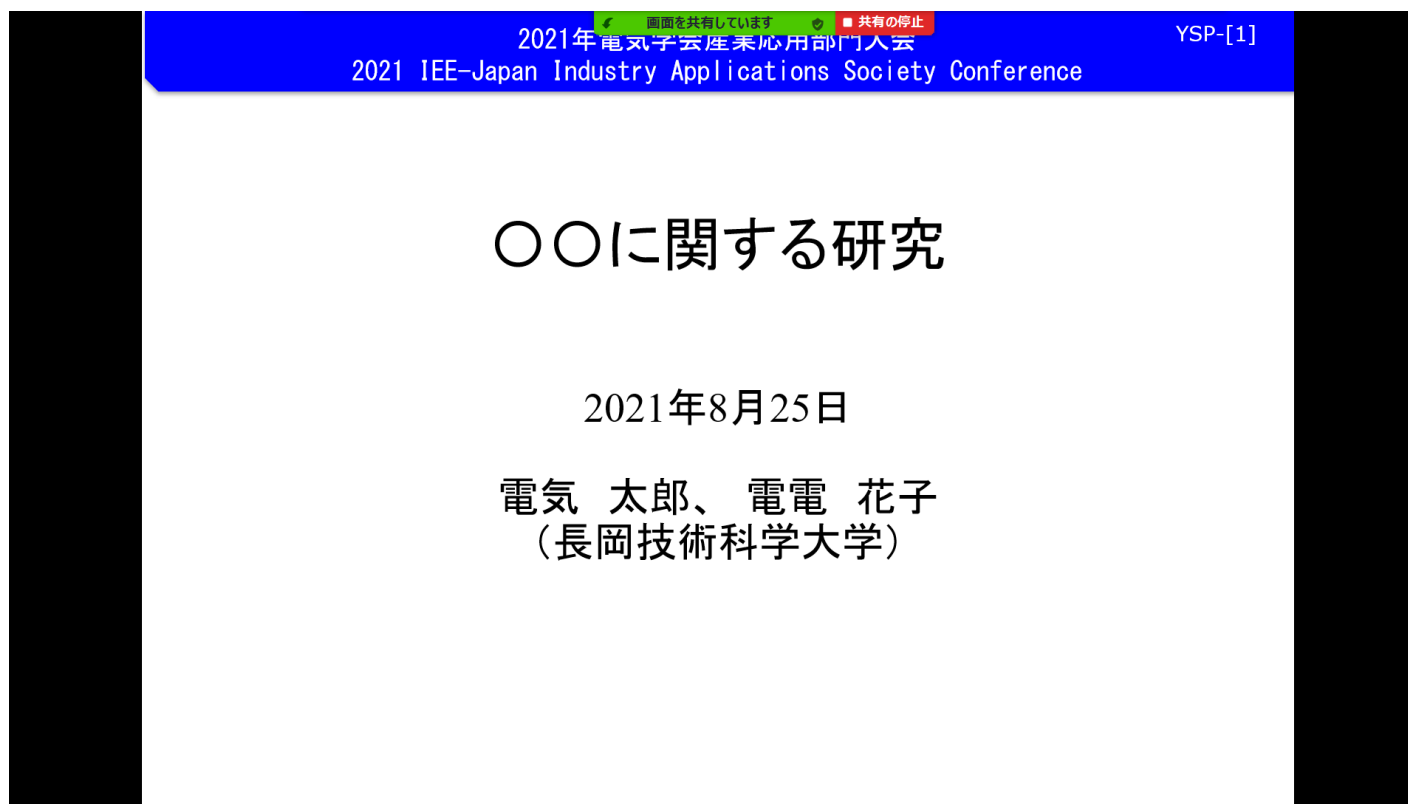 画面を共有しています 共有の停止
2021年電気学会産業応用部門大会
YSP-[1]
2021 IEE-Japan Industry Applications Society Conference
○○に関する研究
2021年8月25日
電気 太郎、 電電 花子
（長岡技術科学大学）